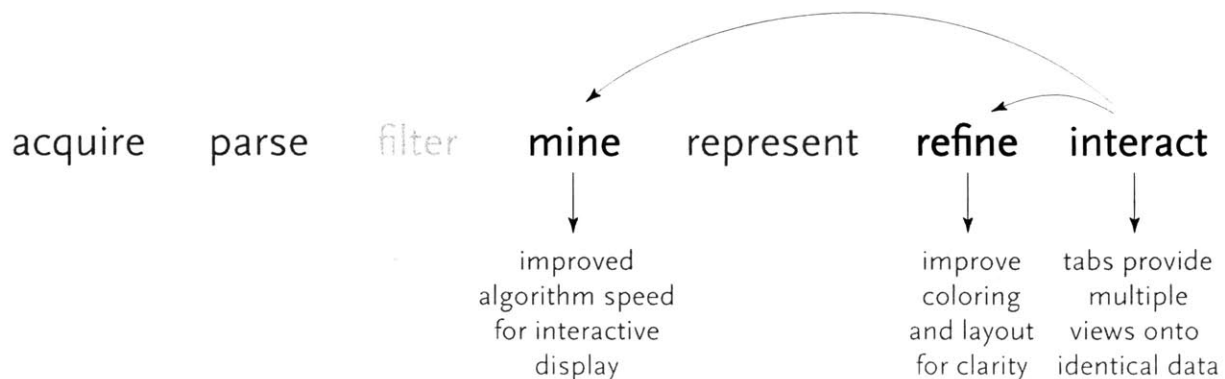 acquire parse filter mine represent refine interact
improved
algorithm speed
for interactive
display
improve
coloring
and layout
for clarity
tabs provide
multiple
views onto
identical data